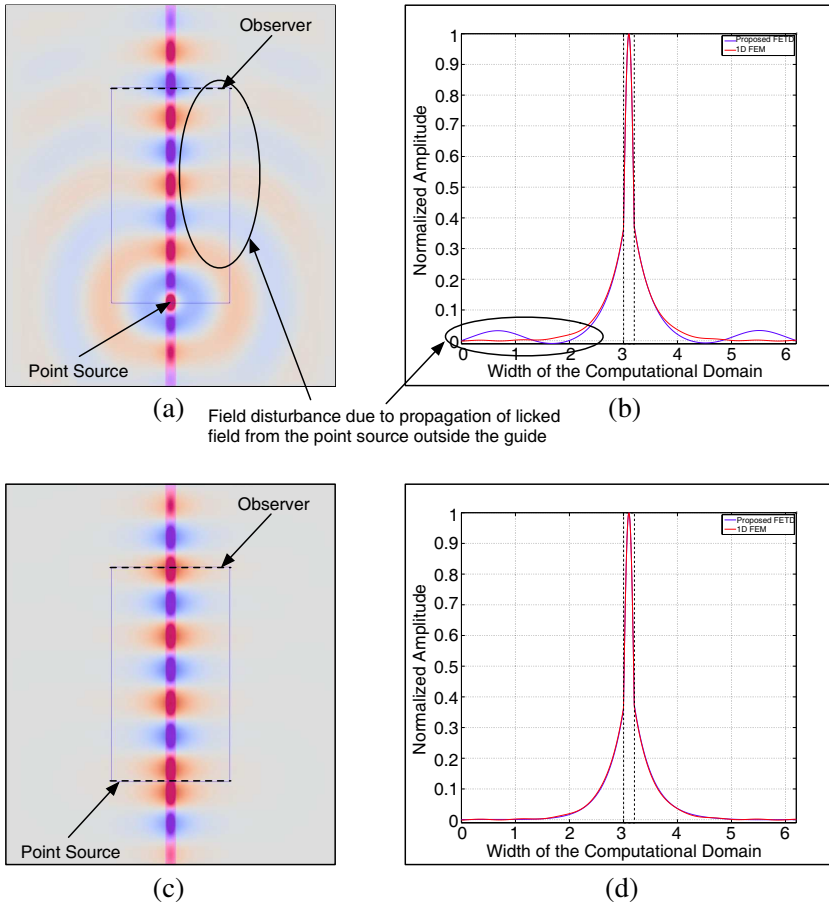 Observer
Point Source
(a)
Proposed FETD
1D FEM
1
0.9
0.8
0.7
0.6
0.5
0.4
0.3
0.2
0.1
0
Normalized Amplitude
0 1 2 3 4 5 6
Width of the Computational Domain
(b)
Field disturbance due to propagation of licked
field from the point source outside the guide
Observer
Point Source
(c)
Proposed FETD
1D FEM
1
0.9
0.8
0.7
0.6
0.5
0.4
0.3
0.2
0.1
0
Normalized Amplitude
0 1 2 3 4 5 6
Width of the Computational Domain
(d)